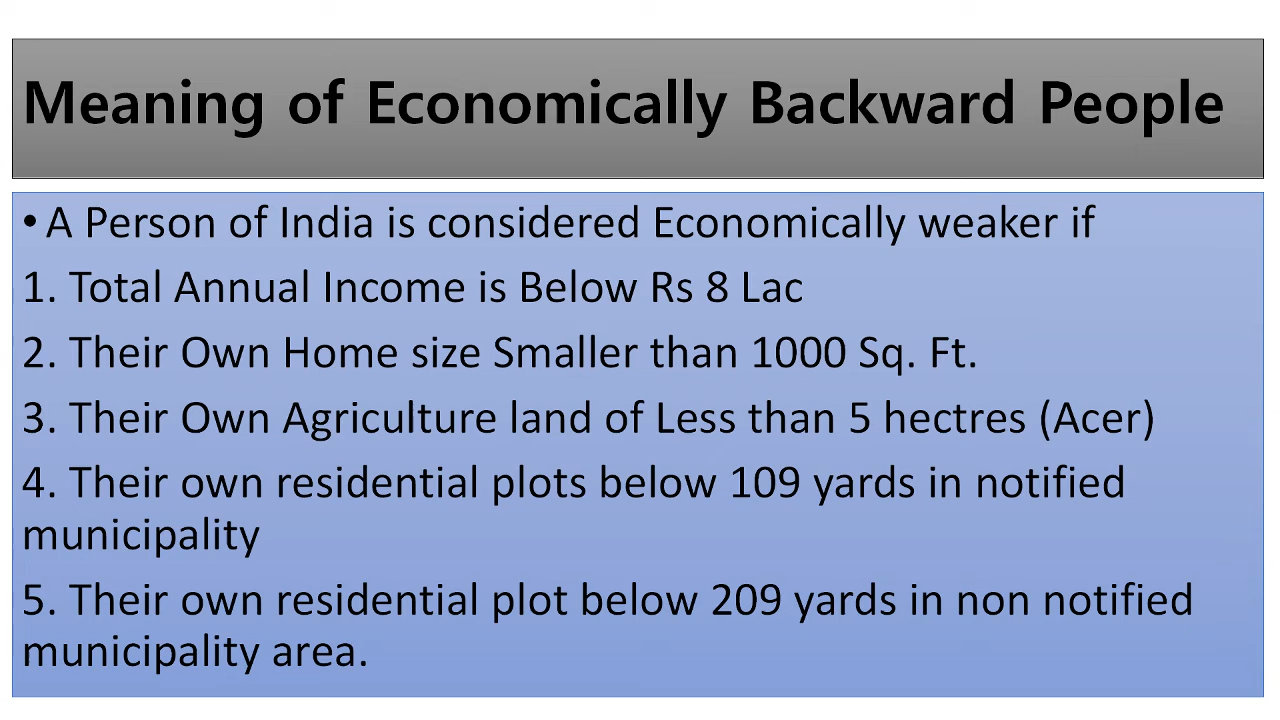 Meaning of Economically Backward People
• A Person of India is considered Economically weaker if
1. Total Annual Income is Below Rs 8 Lac
2. Their Own Home size Smaller than 1000 Sq. Ft.
3. Their Own Agriculture land of Less than 5 hectres (Acer)
4. Their own residential plots below 109 yards in notified
municipality
5. Their own residential plot below 209 yards in non notified
municipality area.